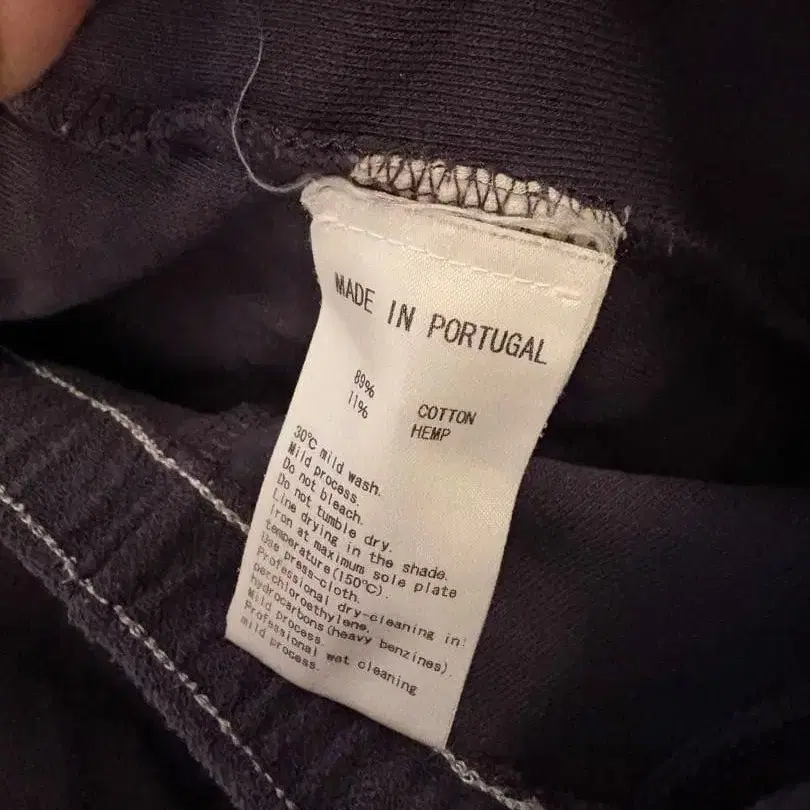 MADE IN PORTUGAL
89% COTTON
11% HEMP
30℃ mild wash.
Mild process.
Do not bleach.
Do not tumble dry.
Line drying in the shade.
Iron at maximum sole plate
temperature(150℃).
Use press-cloth.
Professional dry-cleaning in:
perchloroethylene,
hydrocarbons(heavy benzines).
Mild process.
Professional wet cleaning
mild process.